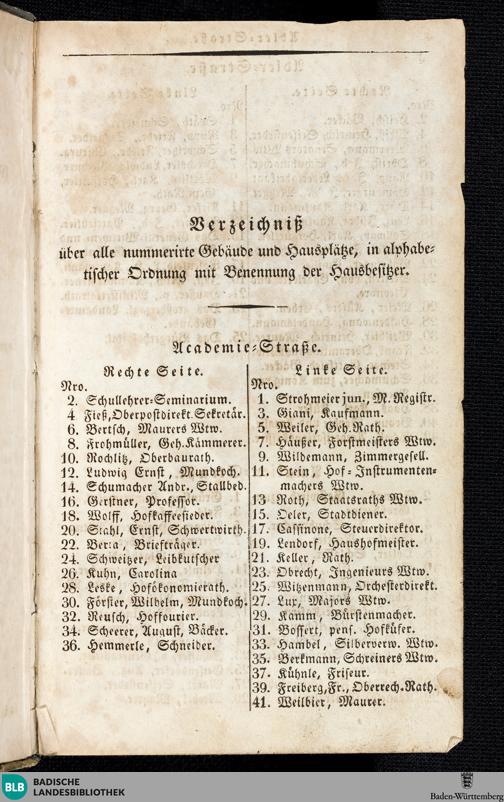 Verzeichniß
über alle nummerirte Gebäude und Hausplätze, in alphabe-
tischer Ordnung mit Benennung der Hausbesitzer.
Academie-Straße.
Rechte Seite.
Nro.
2. Schullehrer-Seminarium.
4 Fieß, Oberpostdirekt. Sekretär.
6. Bertsch, Maurers Wtw.
8. Frohmüller, Geh. Kämmerer.
10. Rochlitz, Oberbaurath.
12. Ludwig Ernst, Mundkoch.
14. Schumacher Andr., Stallbed.
16. Gerstner, Professor.
18. Wolff, Hofkaffeesieder.
20. Stahl, Ernst, Schwertwirth.
22. Briefträger.
24. Schweizer, Leibkutscher
26. Kuhn, Carolina
28. Leske, Hofökonomierath.
30. Förster, Wilhelm, Mundkoch.
32. Reusch, Hoffourier.
34. Scheerer, August, Bäcker.
36. Hemmerle, Schneider.
Linke Seite.
Nro.
1. Strohmeier jun., M. Registr.
3. Giani, Kaufmann.
5. Weiler, Geh. Rath.
7. Häußer, Forstmeisters Wtw.
9. Wildemann, Zimmergesell.
11. Stein, Hof-Instrumenten-
machers Wtw.
13 Roth, Staatsraths Wtw.
15. Oeler, Stadtdiener.
17. Cassinone, Steuerdirektor.
19. Lendorf, Haushofmeister.
21. Keller, Rath.
23. Obrecht, Ingenieurs Wtw.
25. Witzenmann, Orchesterdirekt.
27. Lux, Majors Wtw.
29. Kamm, Bürstenmacher.
31. Bossert, pens. Hofküfer.
33. Hambel, Silberverw. Wtw.
35. Berkmann, Schreiners Wtw.
37. Kühnle, Friseur.
39. Freiberg, Fr., Oberrech.-Rath.
41. Weilbier, Maurer.
BLB BADISCHE
LANDESBIBLIOTHEK
Baden-Württemberg